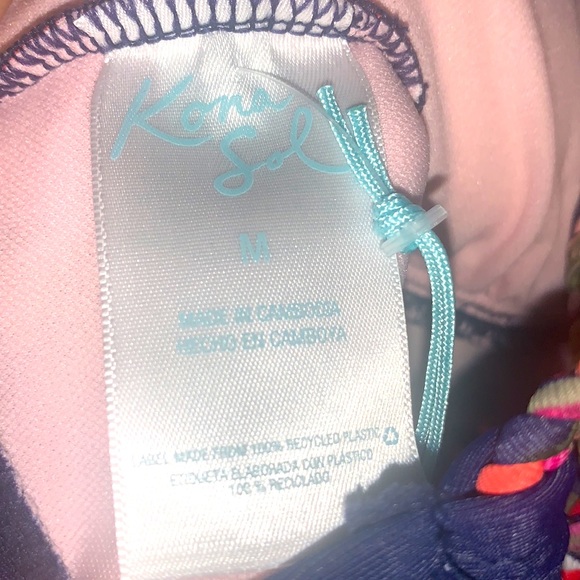 Kona
Sol
M
MADE IN CAMBODIA
HECHO EN CAMBOYA
LABEL MADE FROM 100% RECYCLED PLASTIC
ETIQUETA ELABORADA CON PLÁSTICO
100 % RECICLADO